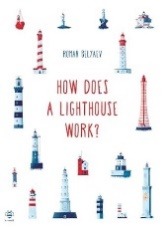 ROMAN BELYAEV
HOW DOES
A LIGHTHOUSE
WORK?